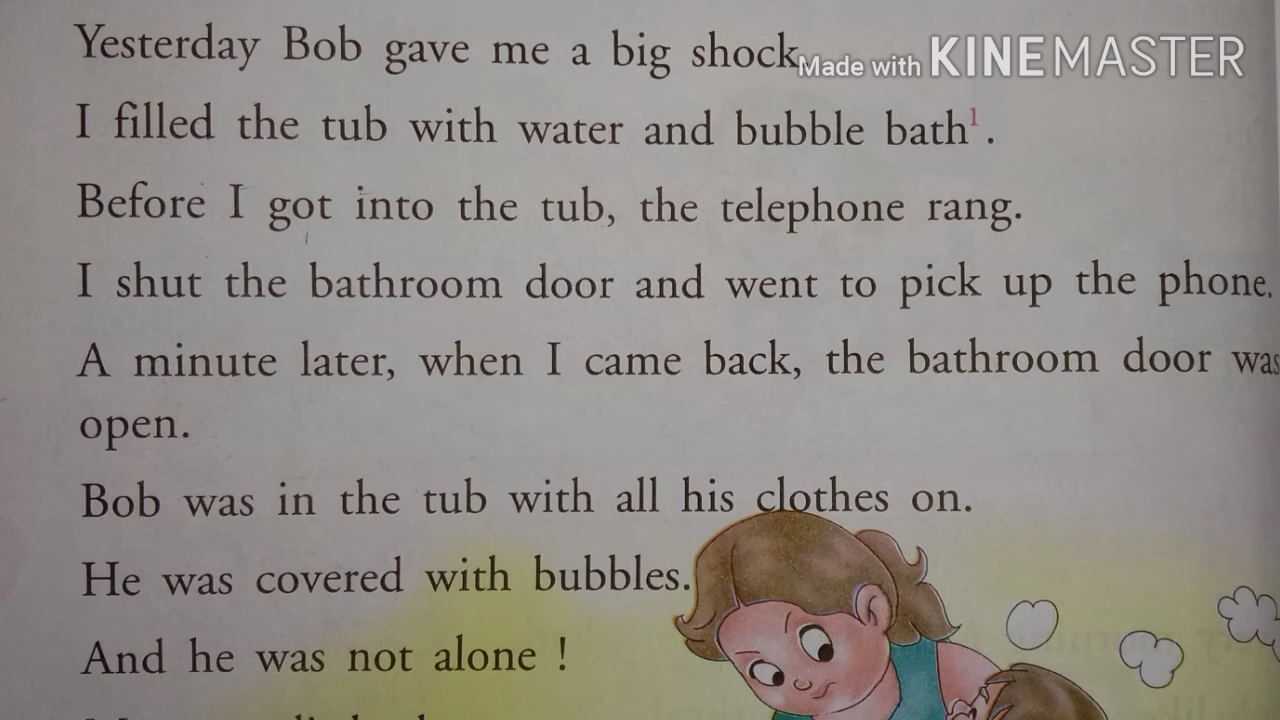 Yesterday Bob gave me a big shock
Made with KINEMASTER
I filled the tub with water and bubble bath¹.
Before I got into the tub, the telephone rang.
I shut the bathroom door and went to pick up the phone.
A minute later, when I came back, the bathroom door was
open.
Bob was in the tub with all his clothes on.
He was covered with bubbles.
And he was not alone !